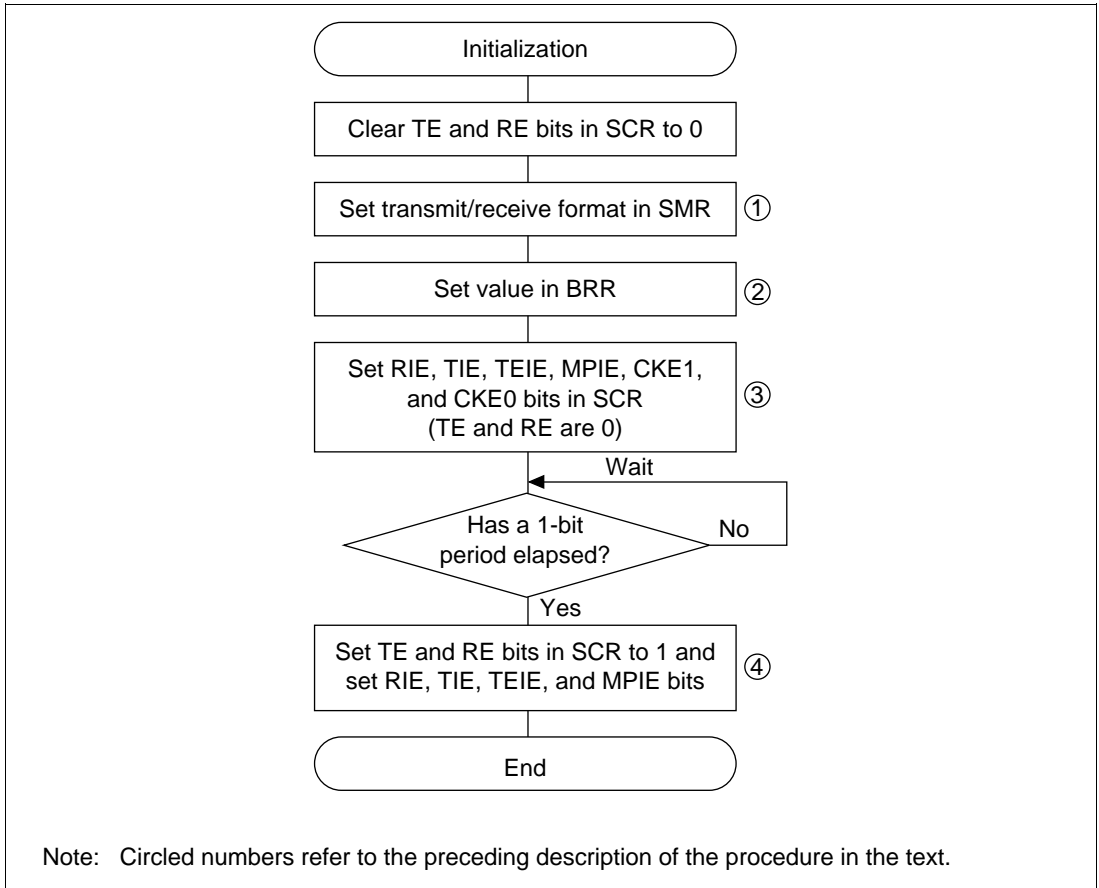 Initialization
Clear TE and RE bits in SCR to 0
Set transmit/receive format in SMR
①
Set value in BRR
②
Set RIE, TIE, TEIE, MPIE, CKE1,
and CKE0 bits in SCR
(TE and RE are 0)
③
Wait
Has a 1-bit
period elapsed?
No
Yes
Set TE and RE bits in SCR to 1 and
set RIE, TIE, TEIE, and MPIE bits
④
End
Note: Circled numbers refer to the preceding description of the procedure in the text.